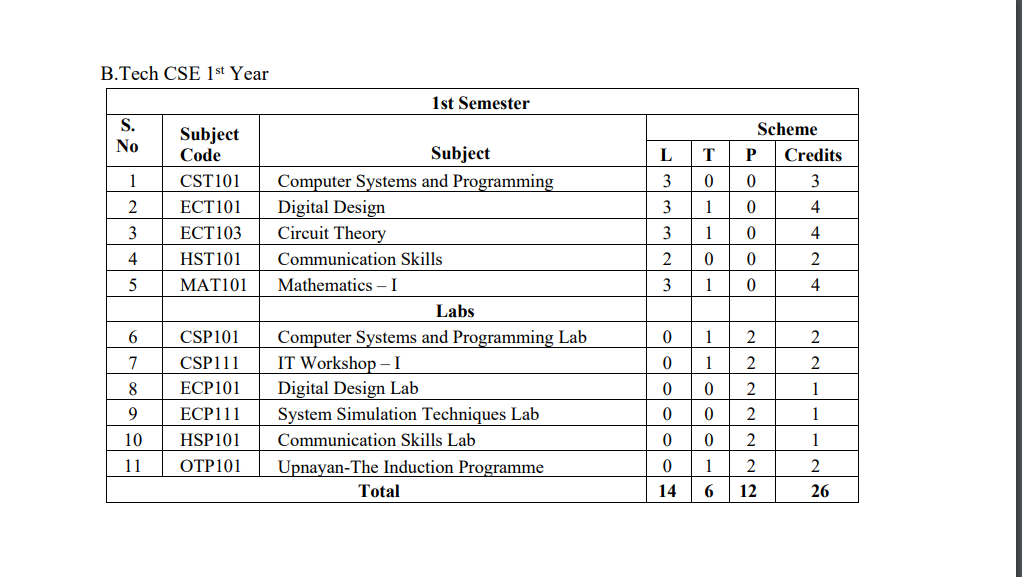 B.Tech CSE 1st Year
1st Semester
S. No Subject Code Subject Scheme
L T P Credits
1 CST101 Computer Systems and Programming 3 0 0 3
2 ECT101 Digital Design 3 1 0 4
3 ECT103 Circuit Theory 3 1 0 4
4 HST101 Communication Skills 2 0 0 2
5 MAT101 Mathematics – I 3 1 0 4
Labs
6 CSP101 Computer Systems and Programming Lab 0 1 2 2
7 CSP111 IT Workshop – I 0 1 2 2
8 ECP101 Digital Design Lab 0 0 2 1
9 ECP111 System Simulation Techniques Lab 0 0 2 1
10 HSP101 Communication Skills Lab 0 0 2 1
11 OTP101 Upnayan-The Induction Programme 0 1 2 2
Total 14 6 12 26